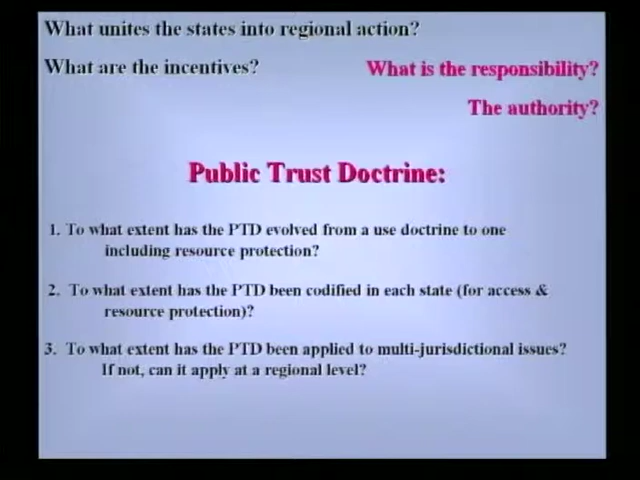 What unites the states into regional action?
What are the incentives?
What is the responsibility?
The authority?
Public Trust Doctrine:
1. To what extent has the PTD evolved from a use doctrine to one
including resource protection?
2. To what extent has the PTD been codified in each state (for access &
resource protection)?
3. To what extent has the PTD been applied to multi-jurisdictional issues?
If not, can it apply at a regional level?